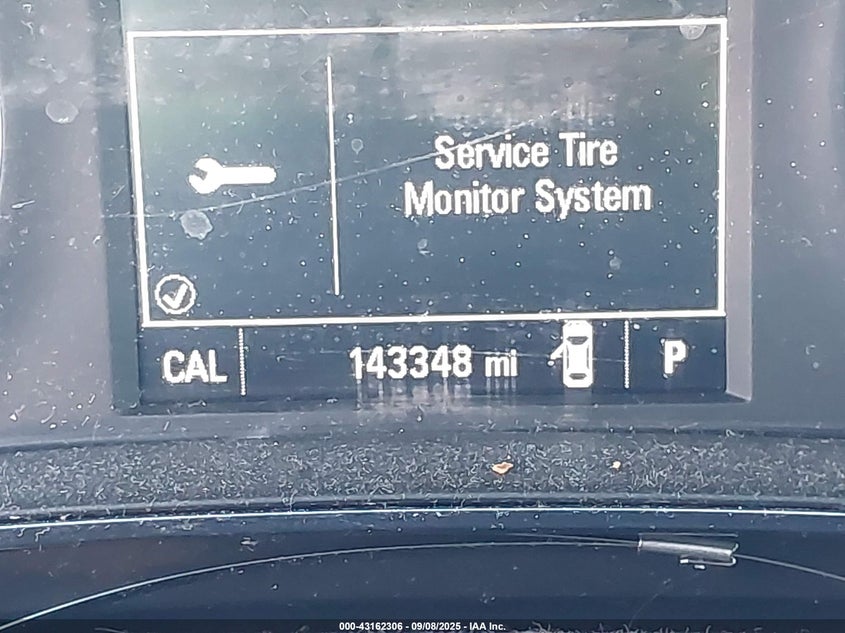 Service Tire
Monitor System
CAL
143348 mi
P
000-43162306 - 09/08/2025 - IAA Inc.